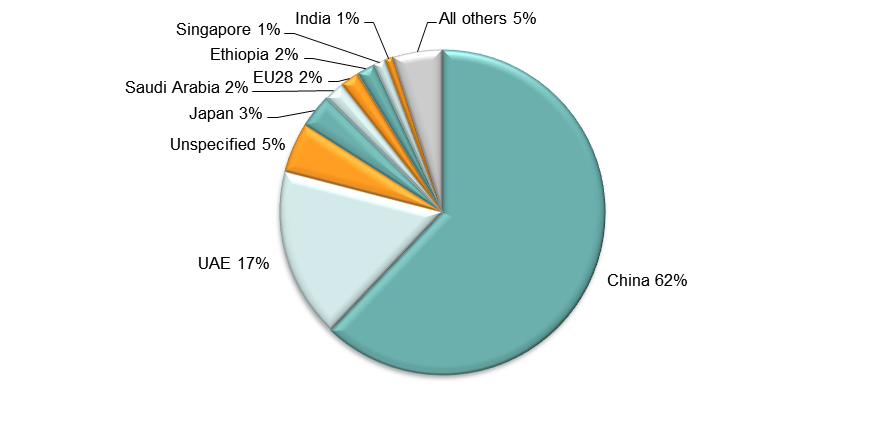 India 1%
All others 5%
Singapore 1%
Ethiopia 2%
EU28 2%
Saudi Arabia 2%
Japan 3%
Unspecified 5%
UAE 17%
China 62%